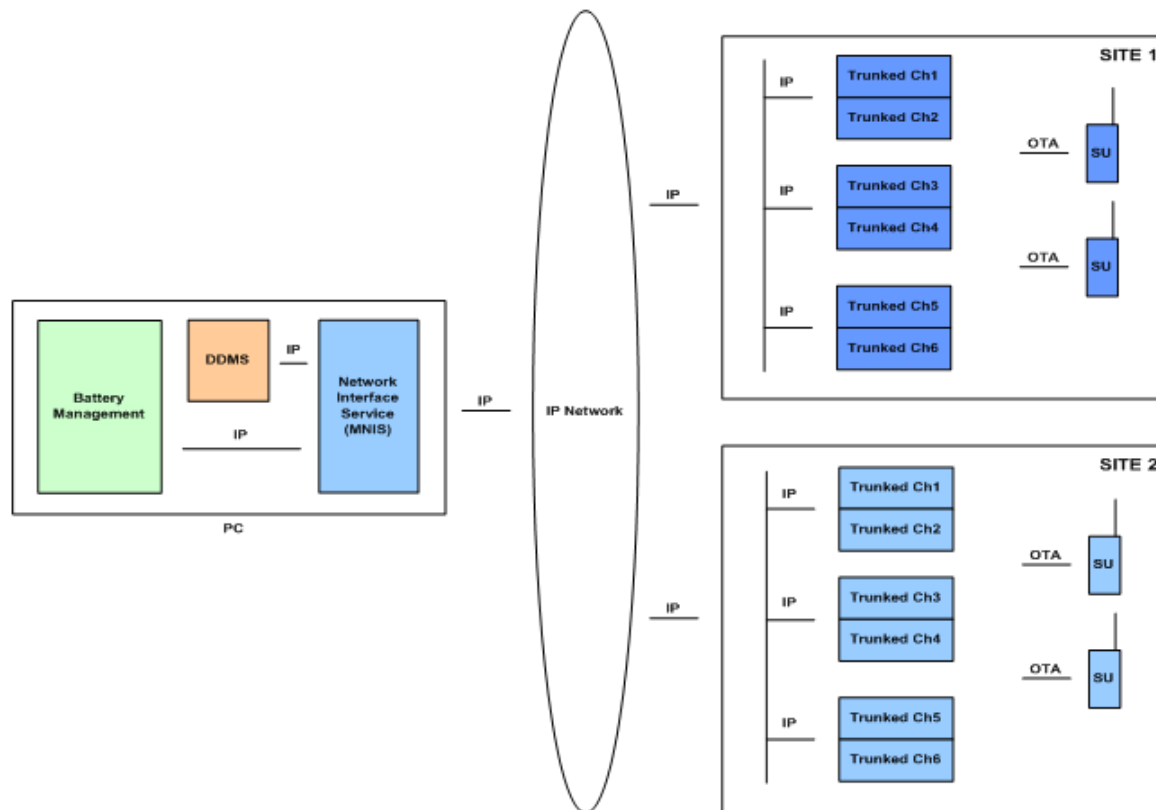 Battery
Management
DDMS
IP
IP
Network
Interface
Service
(MNIS)
PC
IP
IP Network
IP
IP
SITE 1
IP
Trunked Ch1
Trunked Ch2
IP
Trunked Ch3
Trunked Ch4
IP
Trunked Ch5
Trunked Ch6
OTA
SU
OTA
SU
SITE 2
IP
Trunked Ch1
Trunked Ch2
IP
Trunked Ch3
Trunked Ch4
IP
Trunked Ch5
Trunked Ch6
OTA
SU
OTA
SU